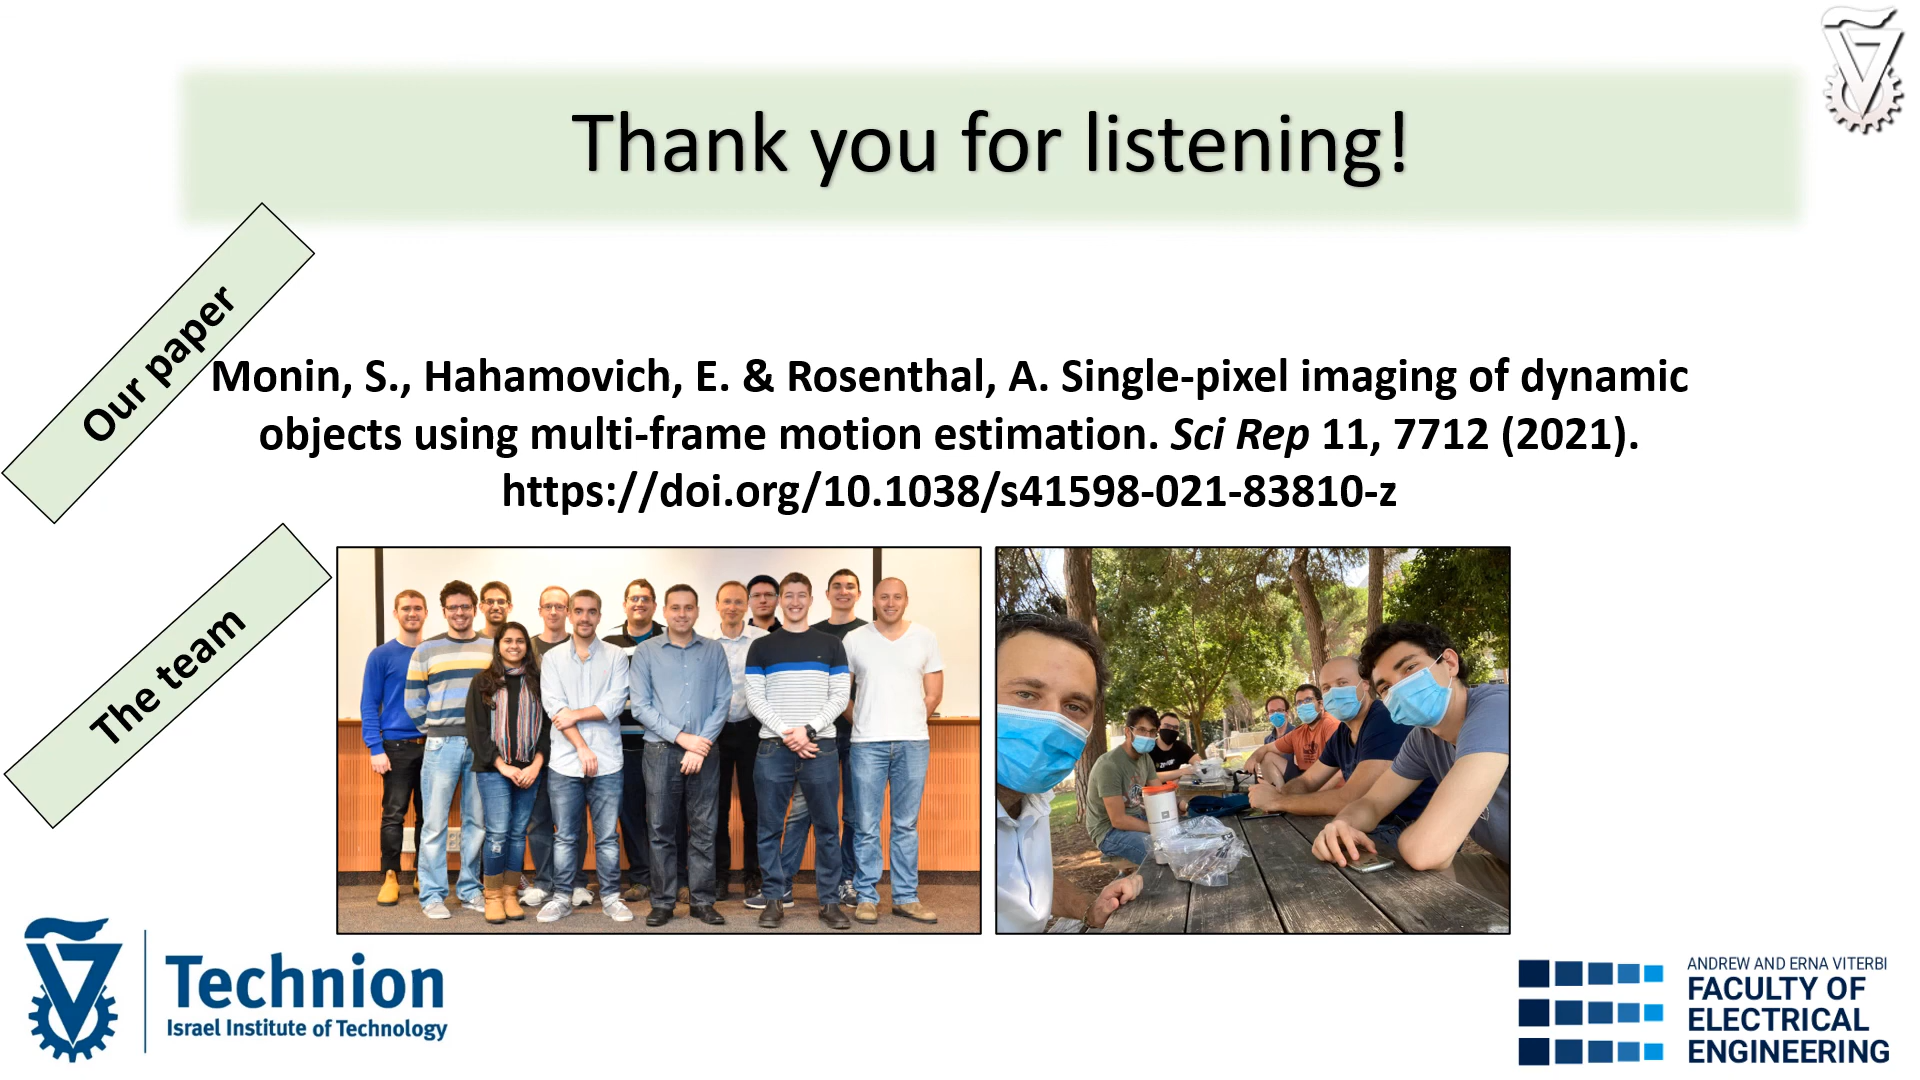 Thank you for listening!
Our paper
Monin, S., Hahamovich, E. & Rosenthal, A. Single-pixel imaging of dynamic
objects using multi-frame motion estimation. Sci Rep 11, 7712 (2021).
https://doi.org/10.1038/s41598-021-83810-z
The team
Technion
Israel Institute of Technology
ANDREW AND ERNA VITERBI
FACULTY OF
ELECTRICAL
ENGINEERING